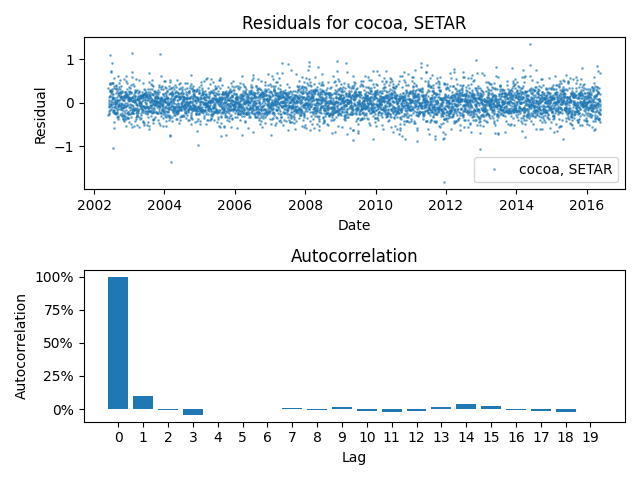 Residuals for cocoa, SETAR
Residual
1
0
−1
cocoa, SETAR
2002 2004 2006 2008 2010 2012 2014 2016
Date
Autocorrelation
Autocorrelation
100%
75%
50%
25%
0%
0 1 2 3 4 5 6 7 8 9 10 11 12 13 14 15 16 17 18 19
Lag